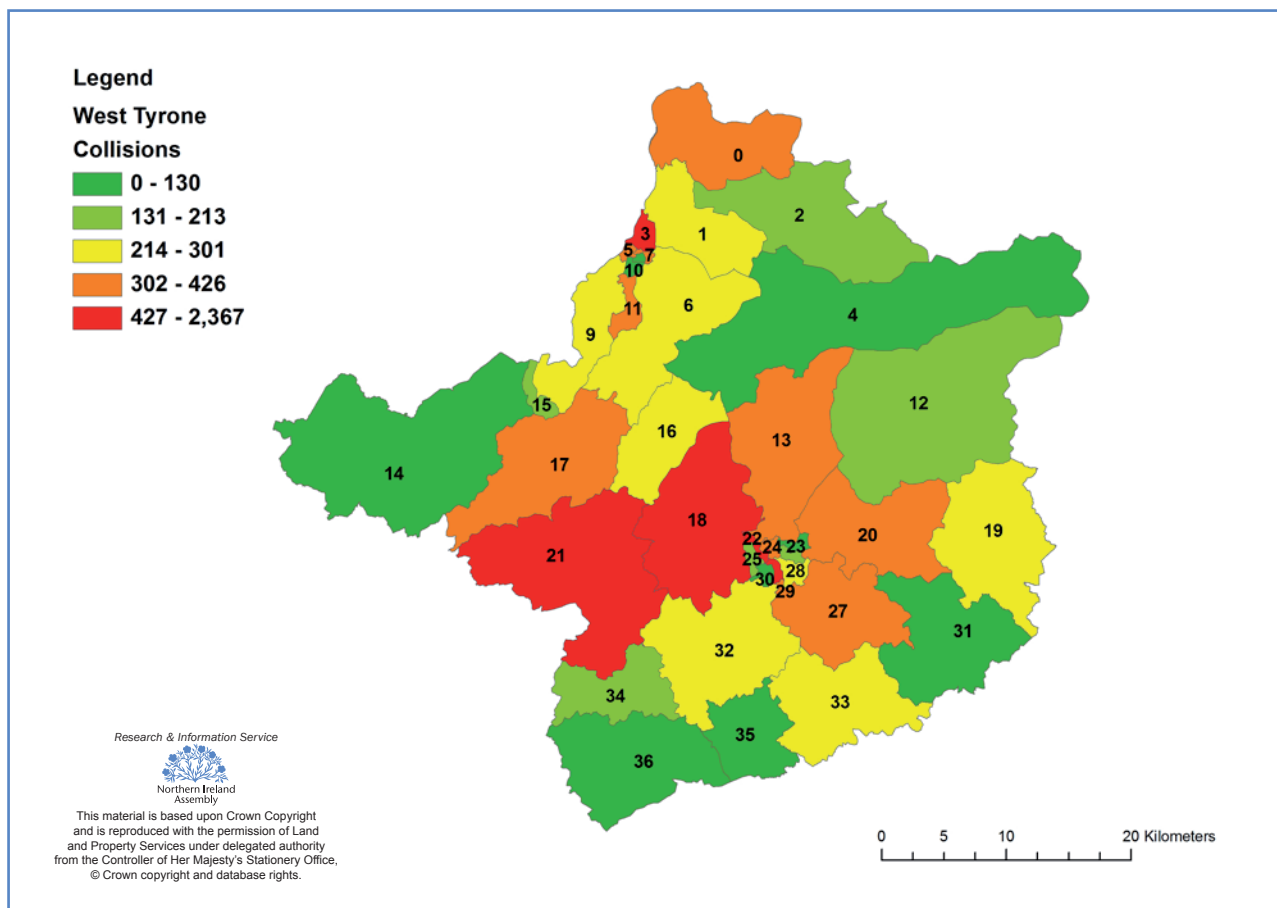 Legend
West Tyrone
Collisions
0 - 130
131 - 213
214 - 301
302 - 426
427 - 2,367
0
2
1
3
5
7
10
6
11
4
9
12
15
16
13
14
17
18
20
19
21
22
24
23
25
28
30
29
27
31
32
33
34
35
36
Research & Information Service
Northern Ireland
Assembly
This material is based upon Crown Copyright
and is reproduced with the permission of Land
and Property Services under delegated authority
from the Controller of Her Majesty's Stationery Office,
© Crown copyright and database rights.
0 5 10 20 Kilometers